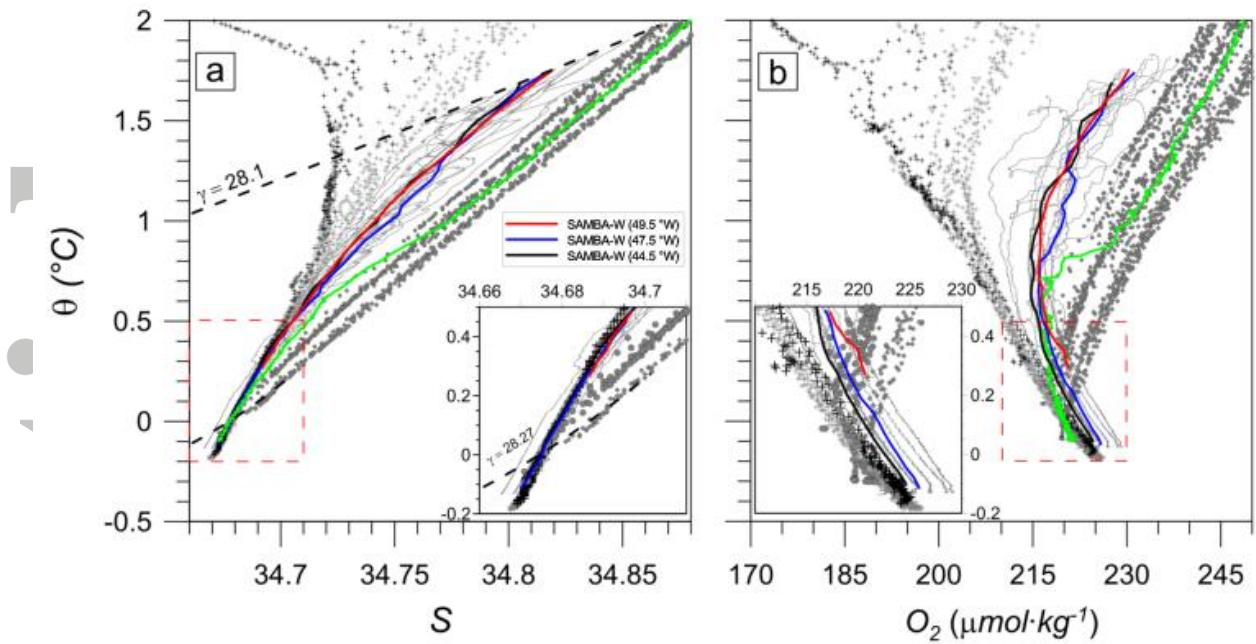 2
1.5
1
0.5
0
-0.5
θ (°C)
a
γ = 28.1
SAMBA-W (49.5 °W)
SAMBA-W (47.5 °W)
SAMBA-W (44.5 °W)
34.66 34.68 34.7
0.4
0.2
0
-0.2
γ = 28.27
34.7 34.75 34.8 34.85
S
b
215 220 225 230
0.4
0.2
0
-0.2
170 185 200 215 230 245
O2 (μmol·kg-1)